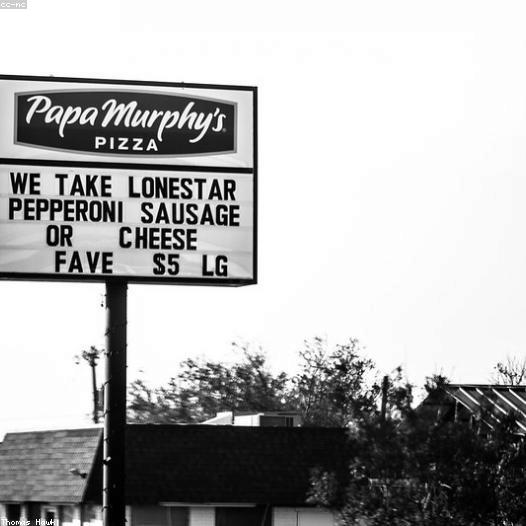 cc-nc
Papa Murphy's
PIZZA
WE TAKE LONESTAR
PEPPERONI SAUSAGE
OR CHEESE
FAVE $5 LG
Thomas Hawk